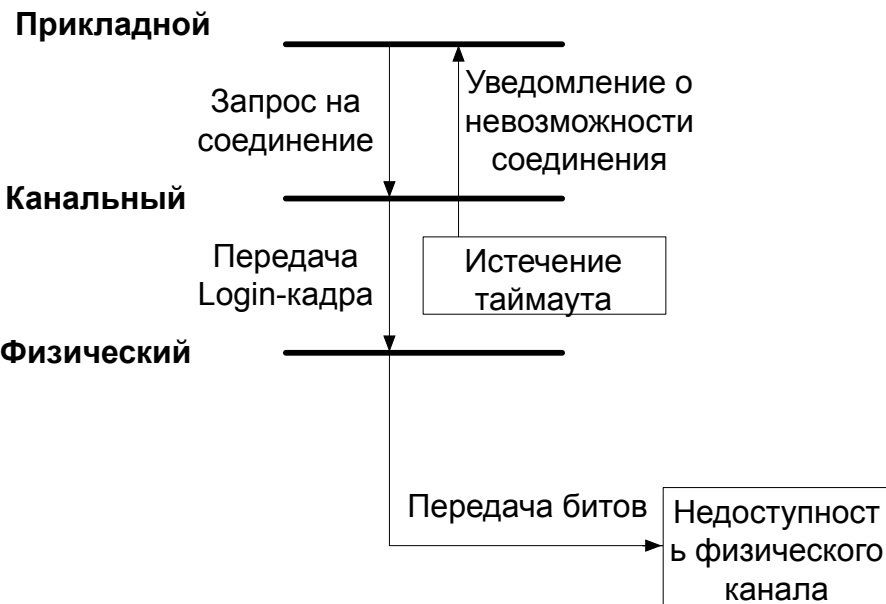 Прикладной
Запрос на
соединение
Уведомление о
невозможности
соединения
Канальный
Передача
Login-кадра
Истечение
таймаута
Физический
Передача битов
Недоступност
ь физического
канала